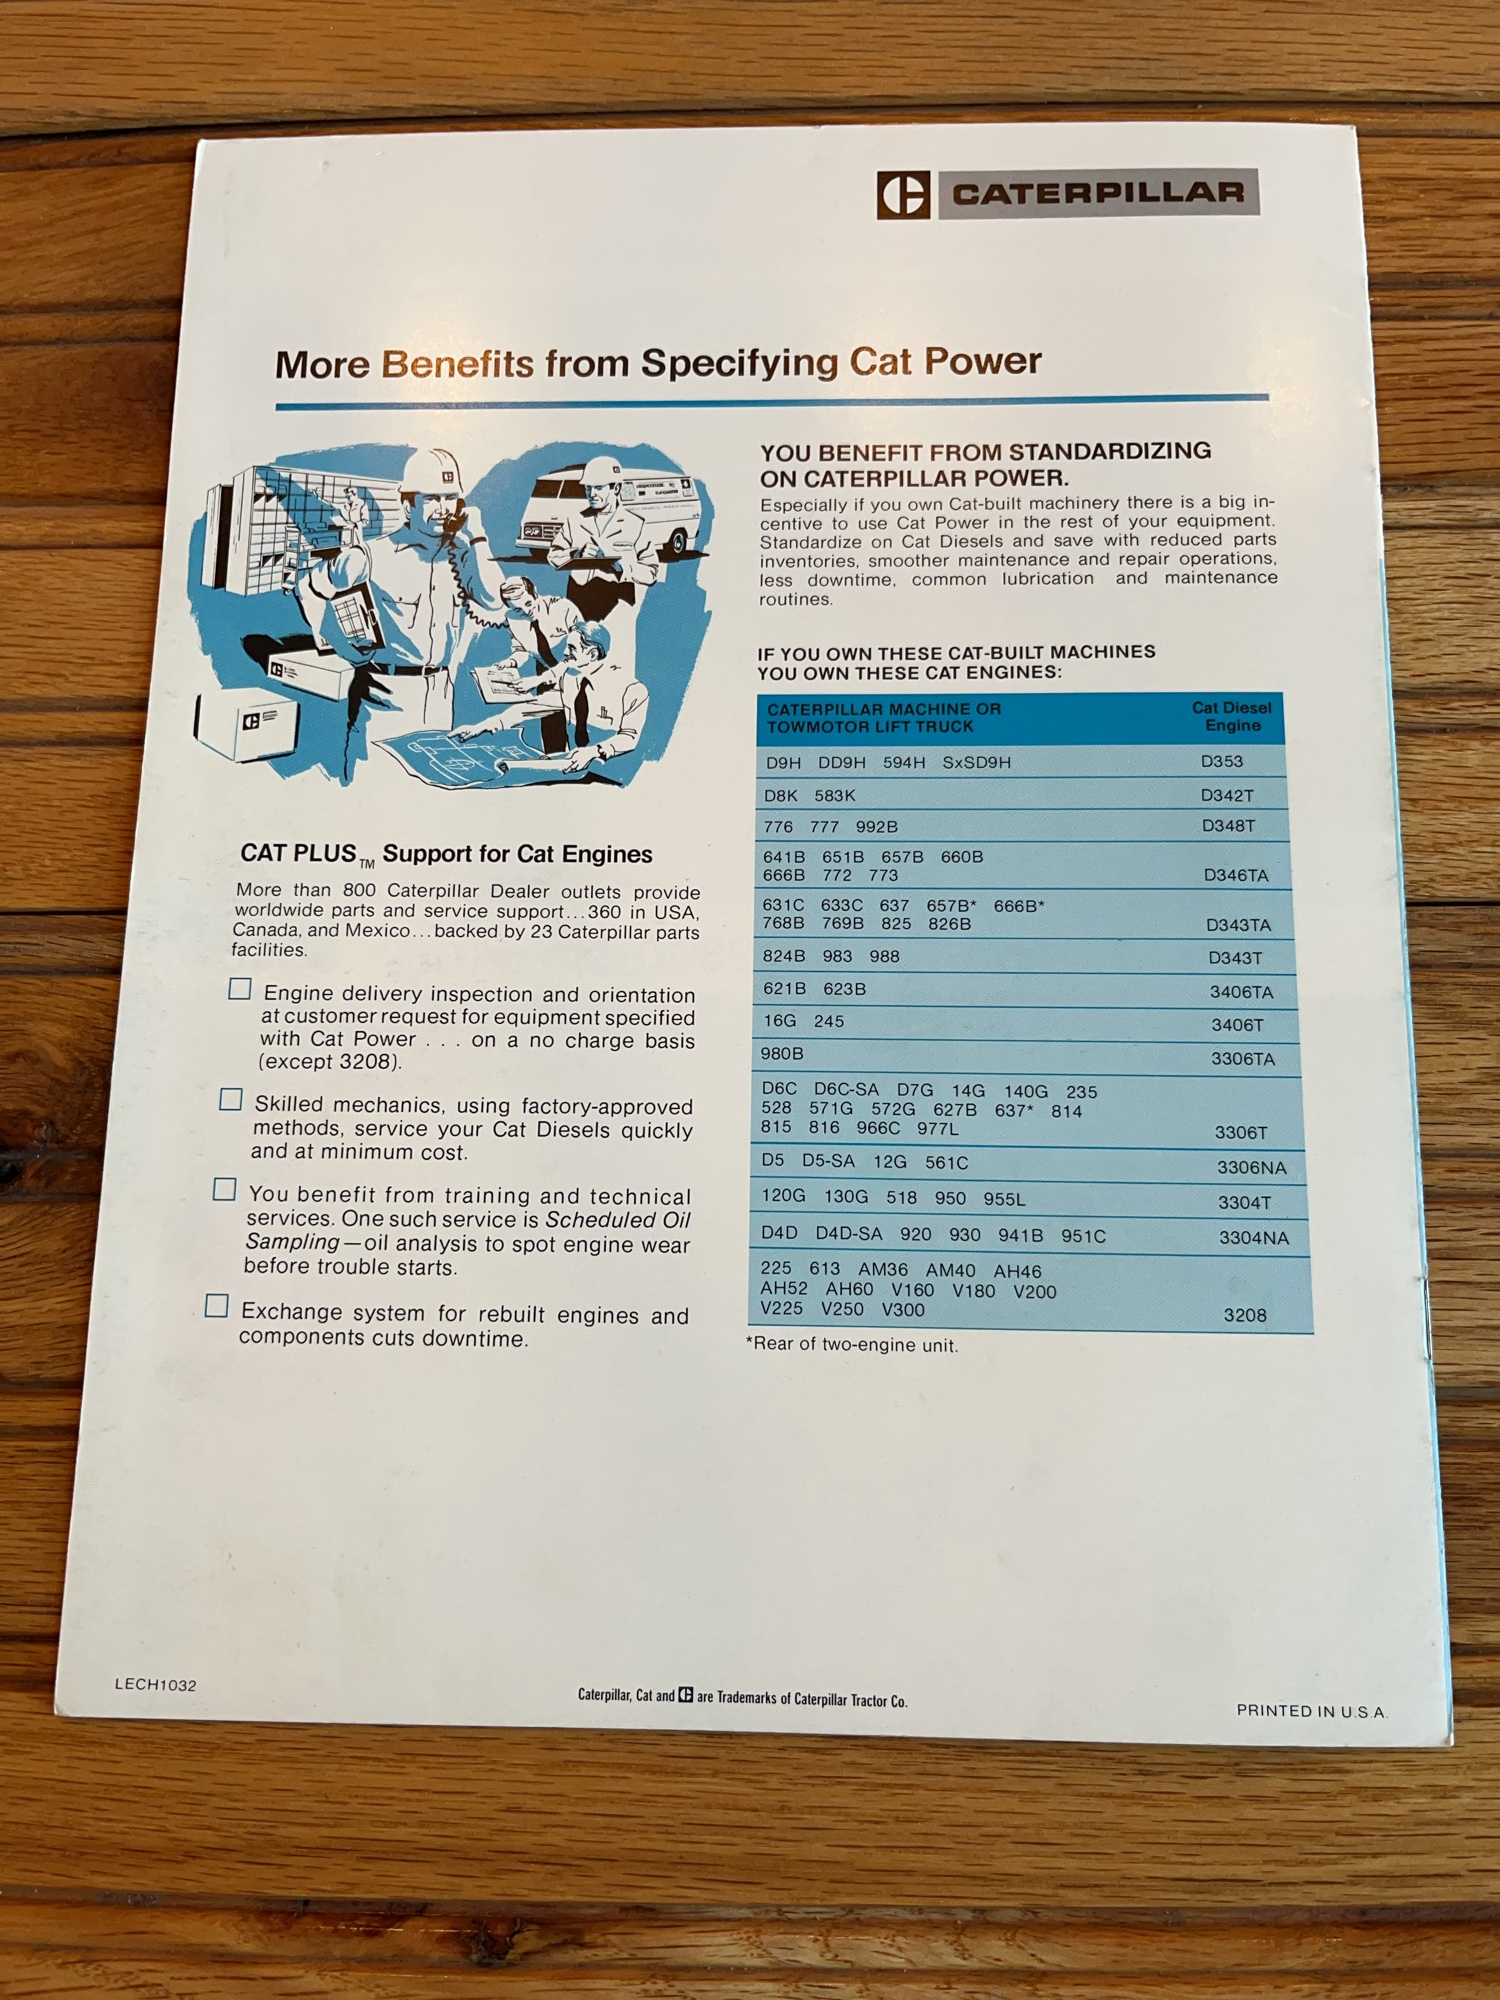 CATERPILLAR
More Benefits from Specifying Cat Power
CAT PLUS™ Support for Cat Engines
More than 800 Caterpillar Dealer outlets provide
worldwide parts and service support...360 in USA,
Canada, and Mexico...backed by 23 Caterpillar parts
facilities.
Engine delivery inspection and orientation
at customer request for equipment specified
with Cat Power . . . on a no charge basis
(except 3208).
Skilled mechanics, using factory-approved
methods, service your Cat Diesels quickly
and at minimum cost.
You benefit from training and technical
services. One such service is Scheduled Oil
Sampling—oil analysis to spot engine wear
before trouble starts.
Exchange system for rebuilt engines and
components cuts downtime.
YOU BENEFIT FROM STANDARDIZING
ON CATERPILLAR POWER.
Especially if you own Cat-built machinery there is a big in-
centive to use Cat Power in the rest of your equipment.
Standardize on Cat Diesels and save with reduced parts
inventories, smoother maintenance and repair operations,
less downtime, common lubrication and maintenance
routines.
IF YOU OWN THESE CAT-BUILT MACHINES
YOU OWN THESE CAT ENGINES:
CATERPILLAR MACHINE OR
TOWMOTOR LIFT TRUCK
Cat Diesel
Engine
D9H DD9H 594H SxSD9H D353
D8K 583K D342T
776 777 992B D348T
641B 651B 657B 660B
666B 772 773 D346TA
631C 633C 637 657B* 666B*
768B 769B 825 826B D343TA
824B 983 988 D343T
621B 623B 3406TA
16G 245 3406T
980B 3306TA
D6C D6C-SA D7G 14G 140G 235
528 571G 572G 627B 637* 814
815 816 966C 977L 3306T
D5 D5-SA 12G 561C 3306NA
120G 130G 518 950 955L 3304T
D4D D4D-SA 920 930 941B 951C 3304NA
225 613 AM36 AM40 AH46
AH52 AH60 V160 V180 V200
V225 V250 V300 3208
*Rear of two-engine unit.
LECH1032
Caterpillar, Cat and are Trademarks of Caterpillar Tractor Co.
PRINTED IN U.S.A.